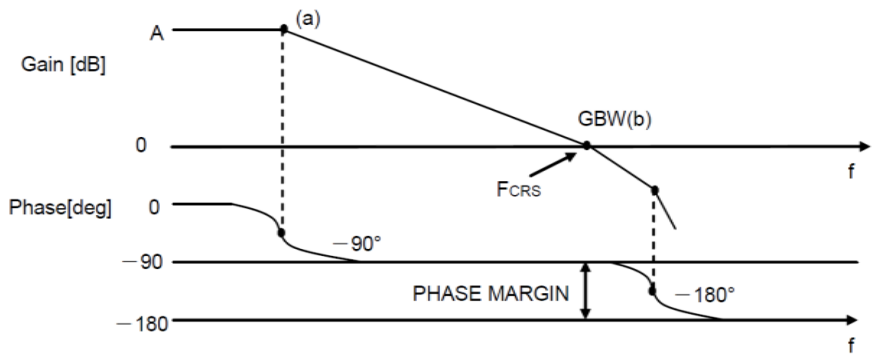 A
(a)
Gain [dB]
GBW(b)
0
FCRS
f
Phase[deg]
0
−90°
−90
PHASE MARGIN
−180°
−180
f